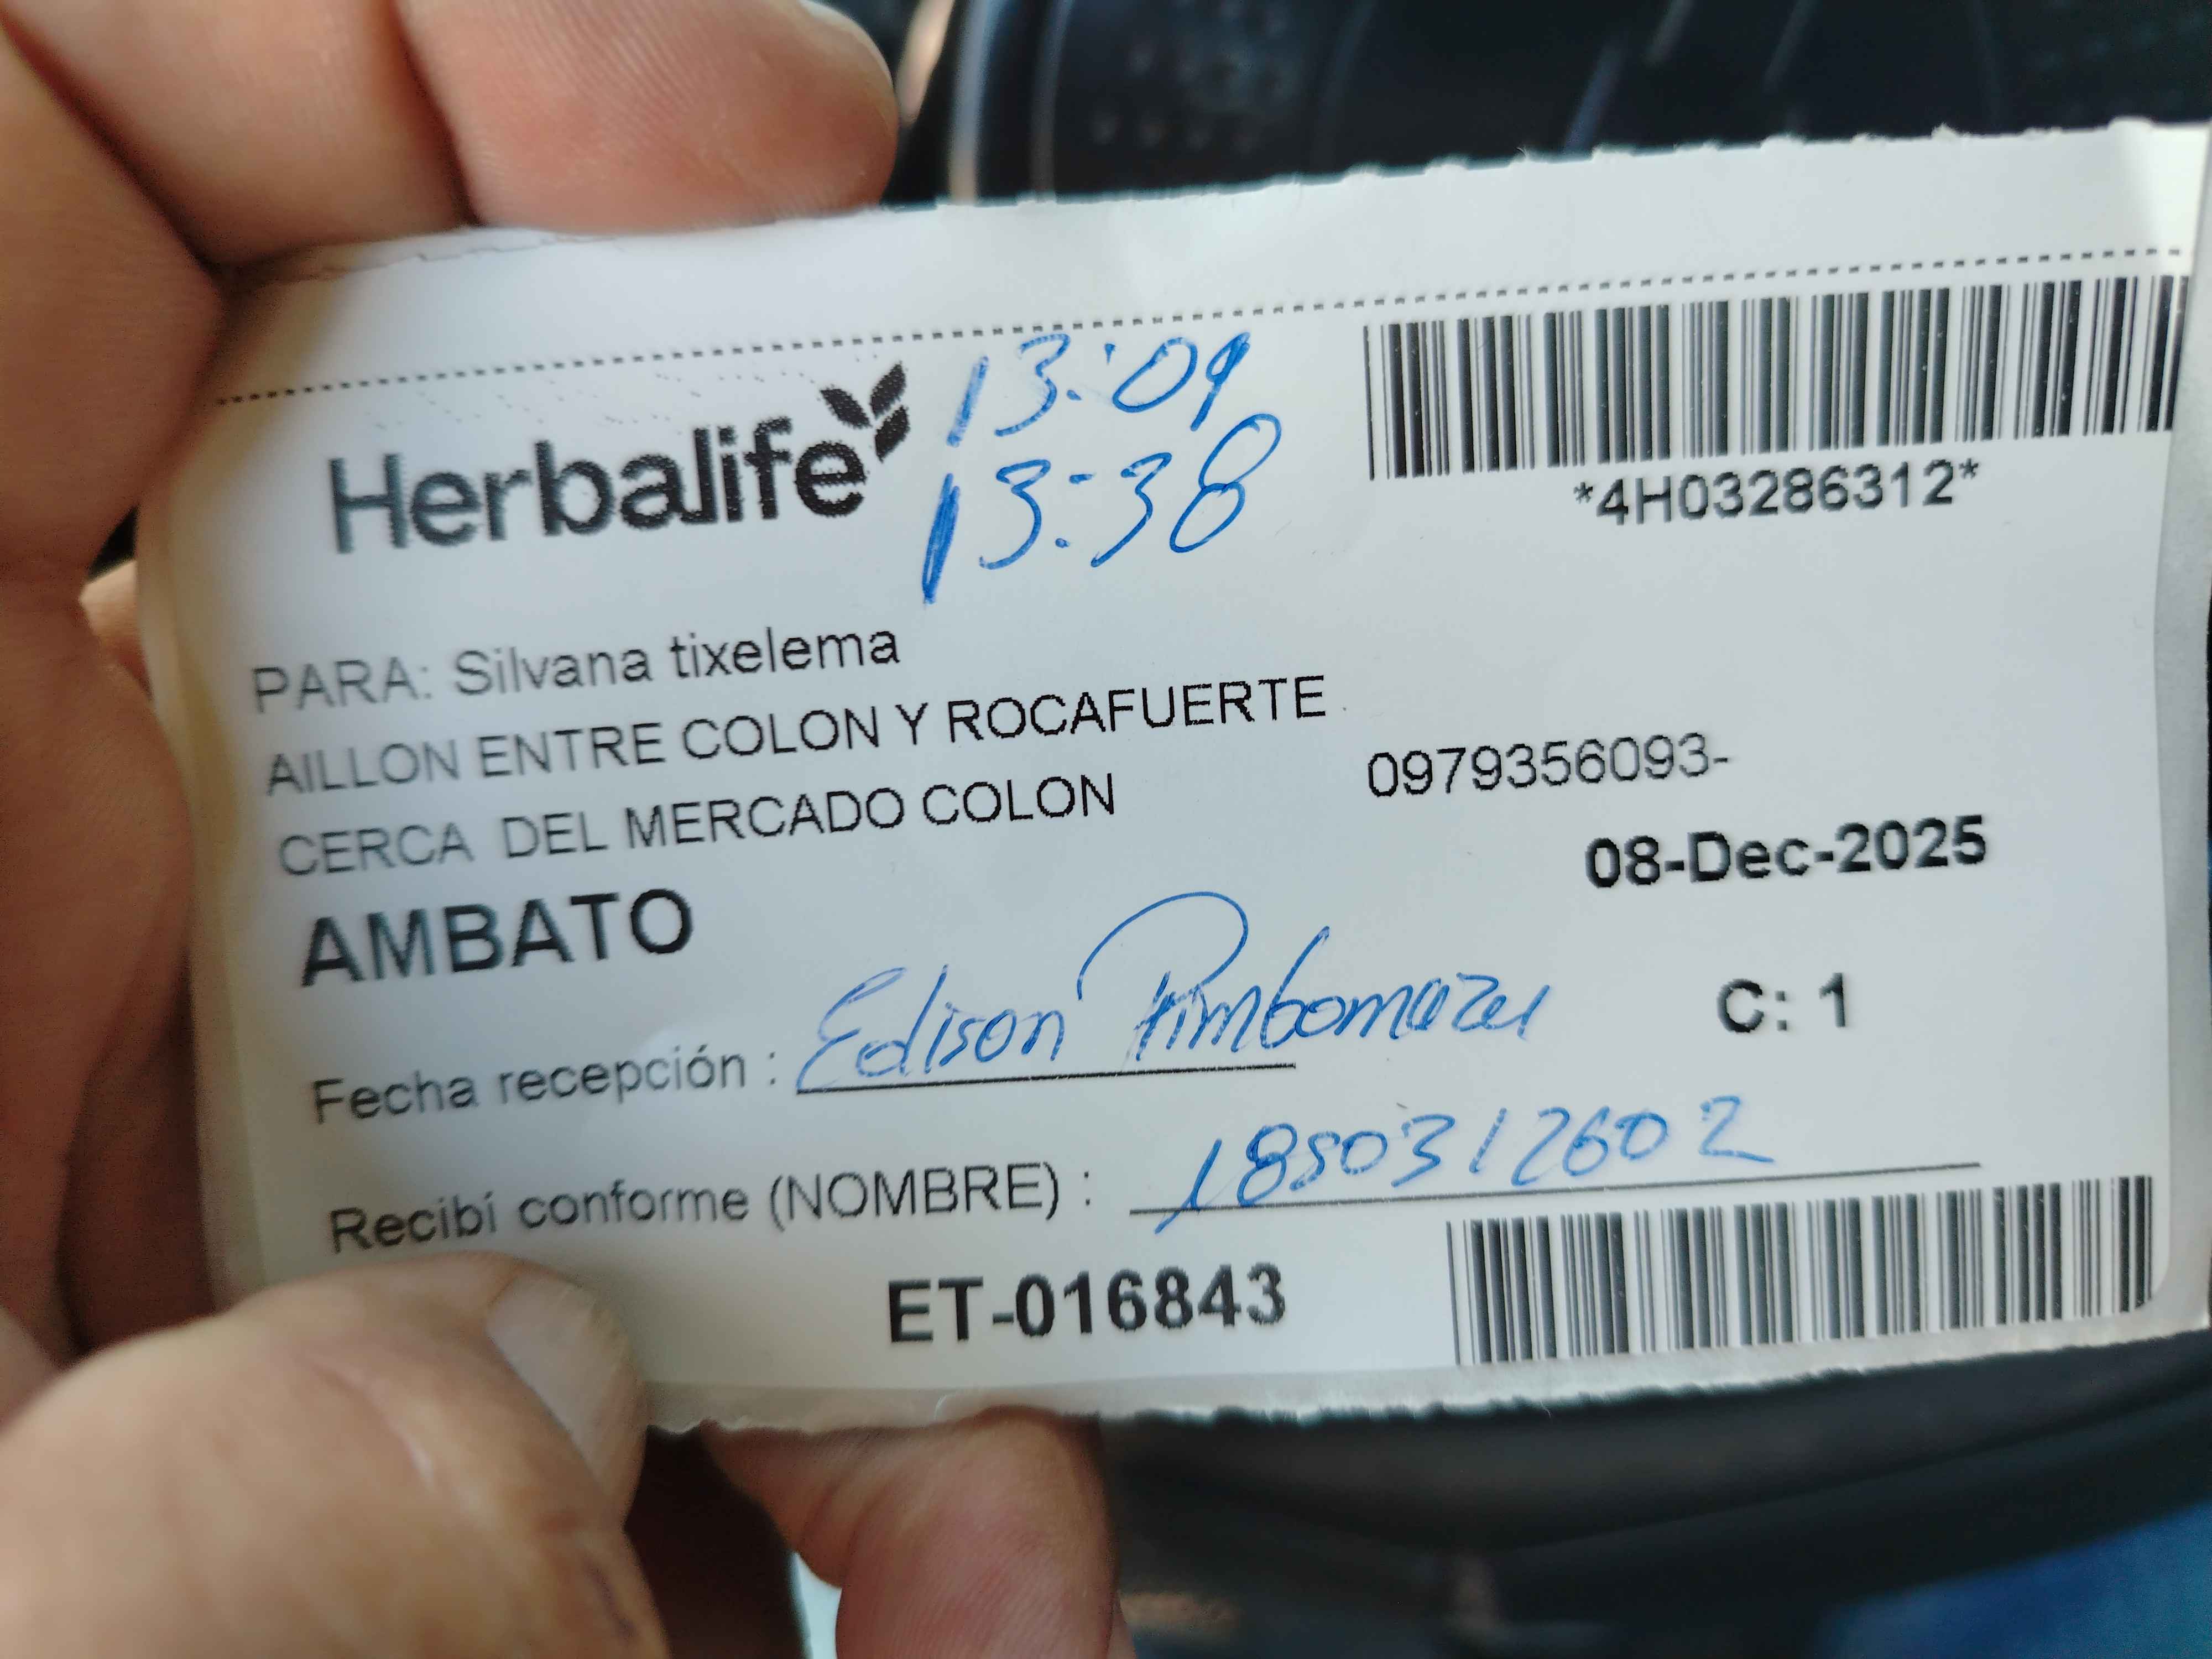 Herbalife
13:09
13:38
*4H03286312*
PARA: Silvana tixelema
AILLON ENTRE COLON Y ROCAFUERTE
CERCA DEL MERCADO COLON
0979356093-
08-Dec-2025
AMBATO
C: 1
Fecha recepción : Edison
Recibí conforme (NOMBRE) : 1850312602
ET-016843